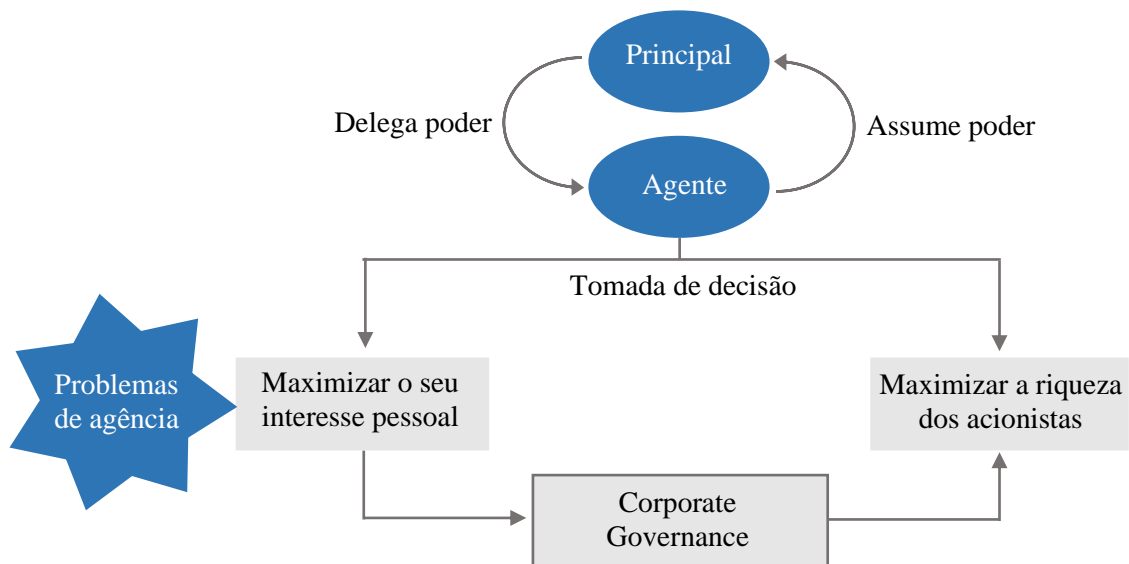 Principal
Delega poder
Assume poder
Agente
Tomada de decisão
Problemas
de agência
Maximizar o seu
interesse pessoal
Maximizar a riqueza
dos acionistas
Corporate
Governance